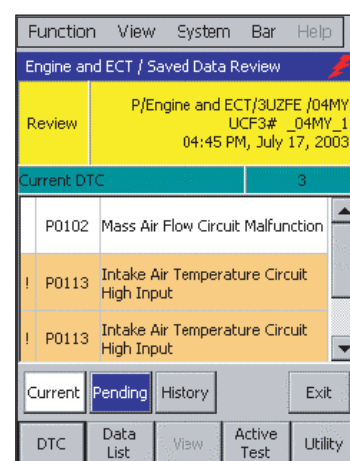 Function View System Bar Help
Engine and ECT / Saved Data Review
Review
P/Engine and ECT/3UZFE /04MY
UCF3# _04MY_1
04:45 PM, July 17, 2003
Current DTC 3
P0102 Mass Air Flow Circuit Malfunction
! P0113 Intake Air Temperature Circuit
High Input
! P0113 Intake Air Temperature Circuit
High Input
Current Pending History Exit
DTC Data List View Active Test Utility